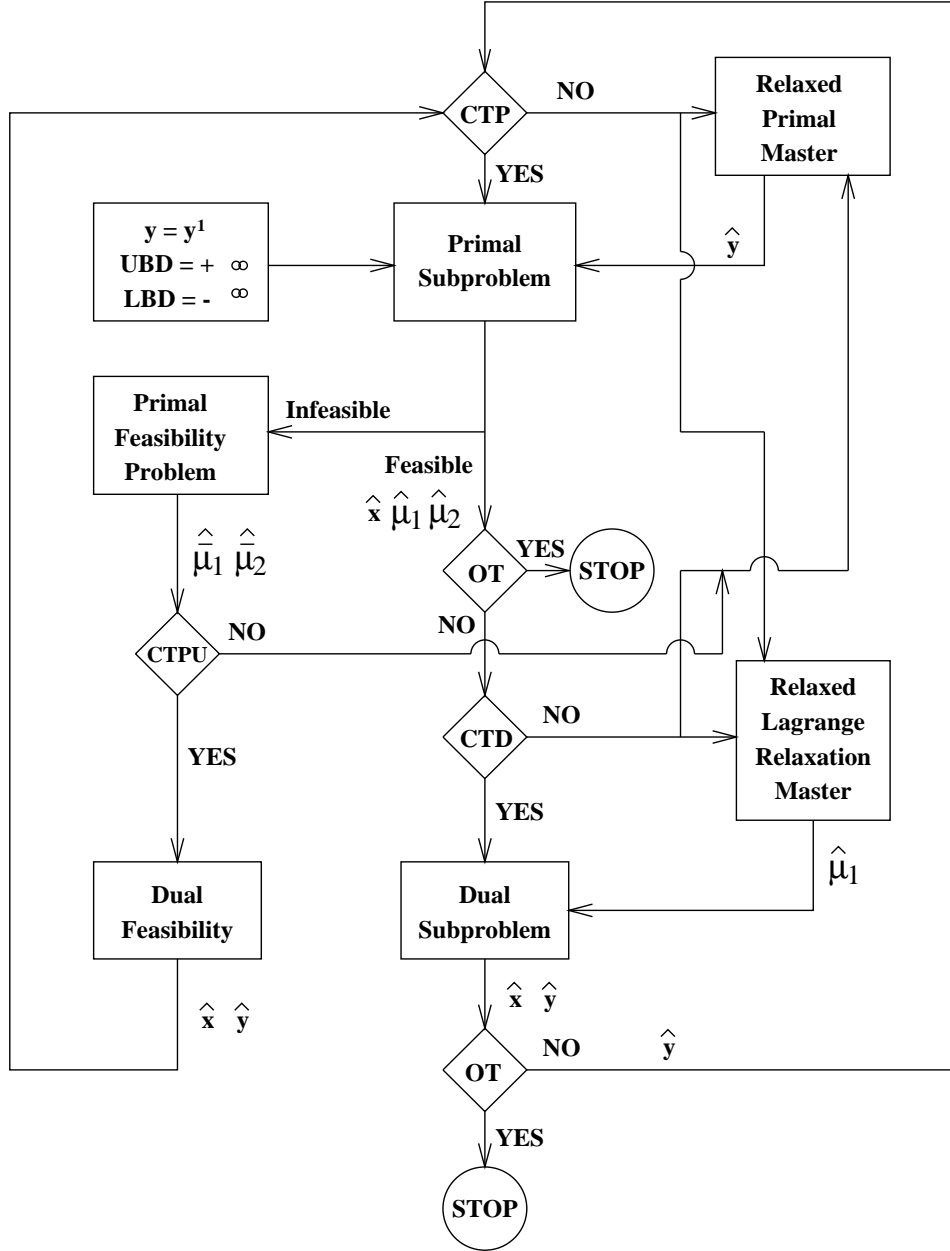 CTP
NO
Relaxed
Primal
Master
YES
y = y¹
UBD = + ∞
LBD = - ∞
Primal
Subproblem
ŷ
Primal
Feasibility
Problem
Infeasible
Feasible
x̂ μ̂₁ μ̂₂
OT
YES
STOP
μ̄̂₁ μ̄̂₂
NO
CTPU
NO
CTD
NO
Relaxed
Lagrange
Relaxation
Master
YES
YES
μ̂₁
Dual
Feasibility
Dual
Subproblem
x̂ ŷ
x̂ ŷ
OT
NO
ŷ
YES
STOP